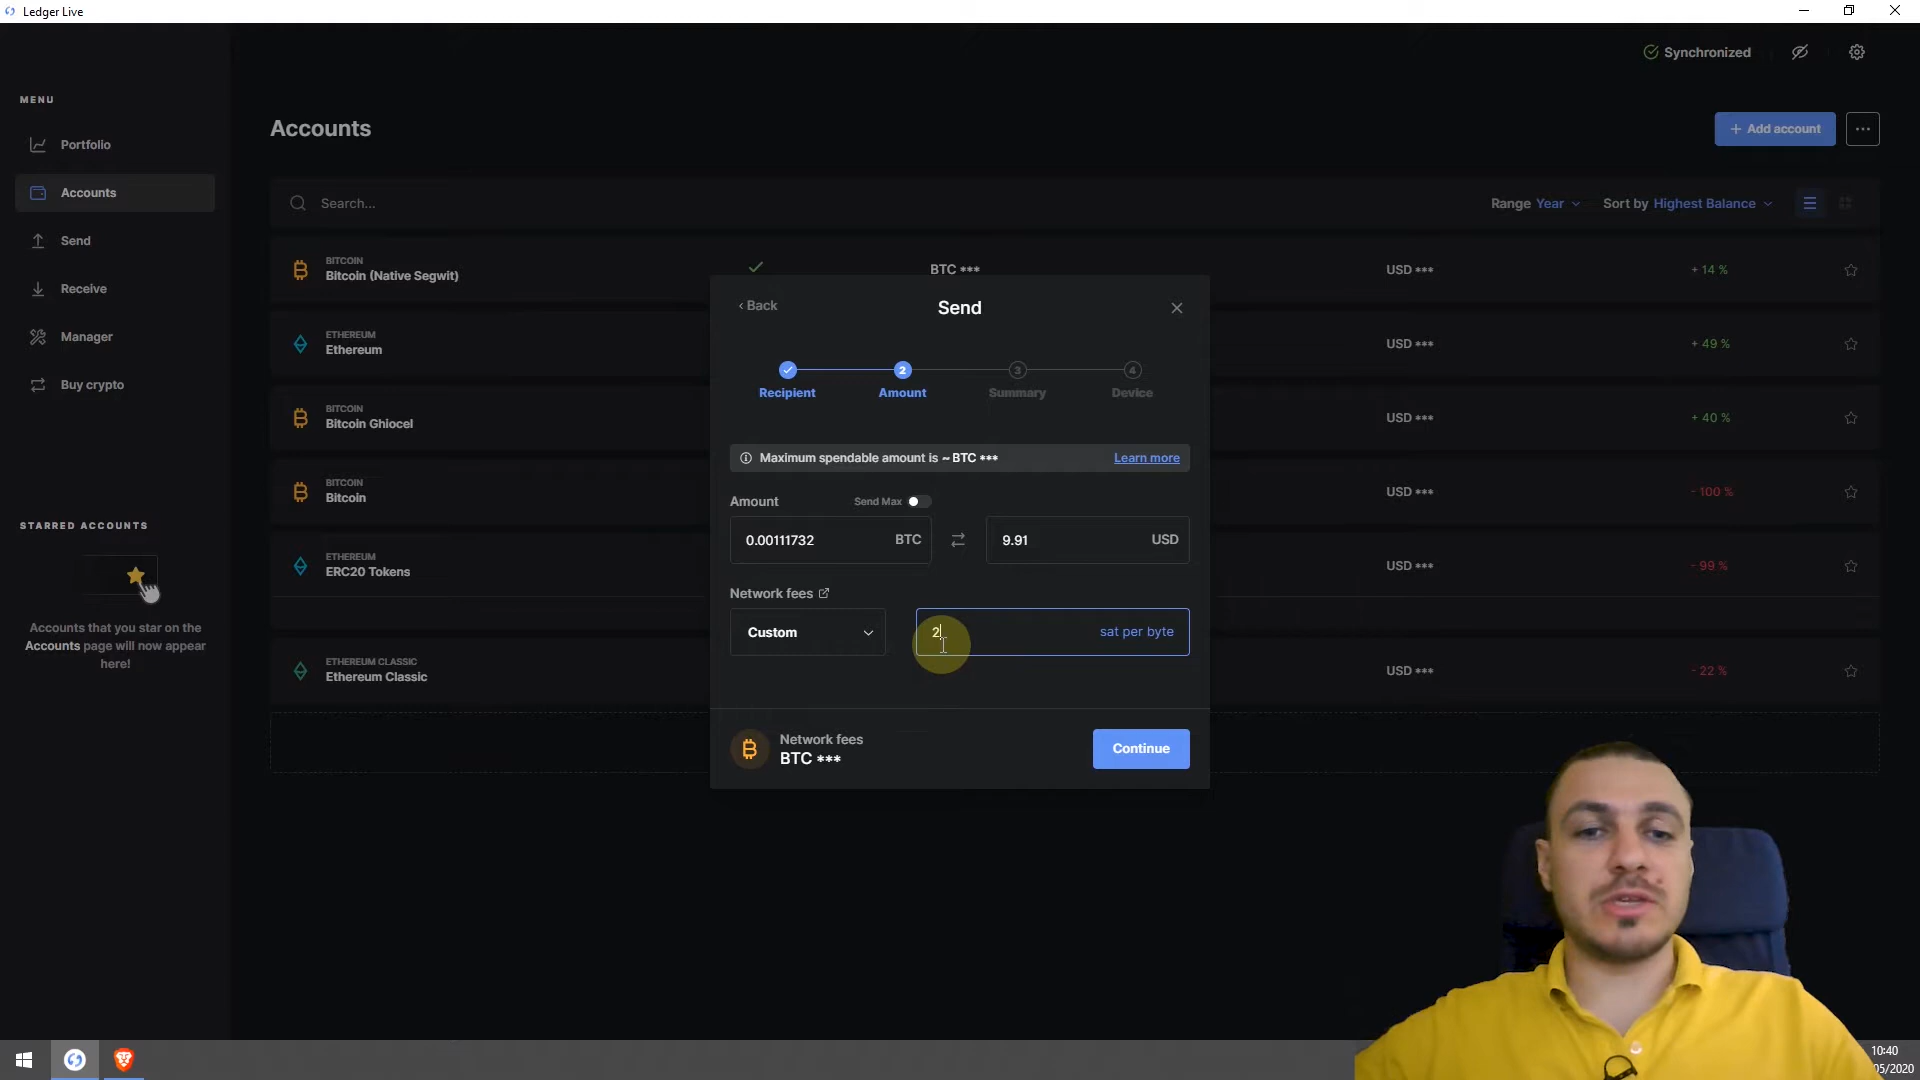 Ledger Live
Synchronized
MENU
Portfolio
Accounts
Send
Receive
Manager
Buy crypto
STARRED ACCOUNTS
Accounts that you star on the
Accounts page will now appear
here!
Accounts
+ Add account
Search...
Range Year
Sort by Highest Balance
BITCOIN
Bitcoin (Native Segwit)
BTC ***
USD ***
+ 14 %
ETHEREUM
Ethereum
USD ***
+ 49 %
BITCOIN
Bitcoin Ghiocel
USD ***
+ 40 %
BITCOIN
Bitcoin
USD ***
- 100 %
ETHEREUM
ERC20 Tokens
USD ***
- 99 %
ETHEREUM CLASSIC
Ethereum Classic
USD ***
- 22 %
Back
Send
2
3
4
Recipient
Amount
Summary
Device
Maximum spendable amount is ~ BTC ***
Learn more
Amount
Send Max
0.00111732
BTC
9.91
USD
Network fees
Custom
2
sat per byte
Network fees
BTC ***
Continue
10:40
05/2020